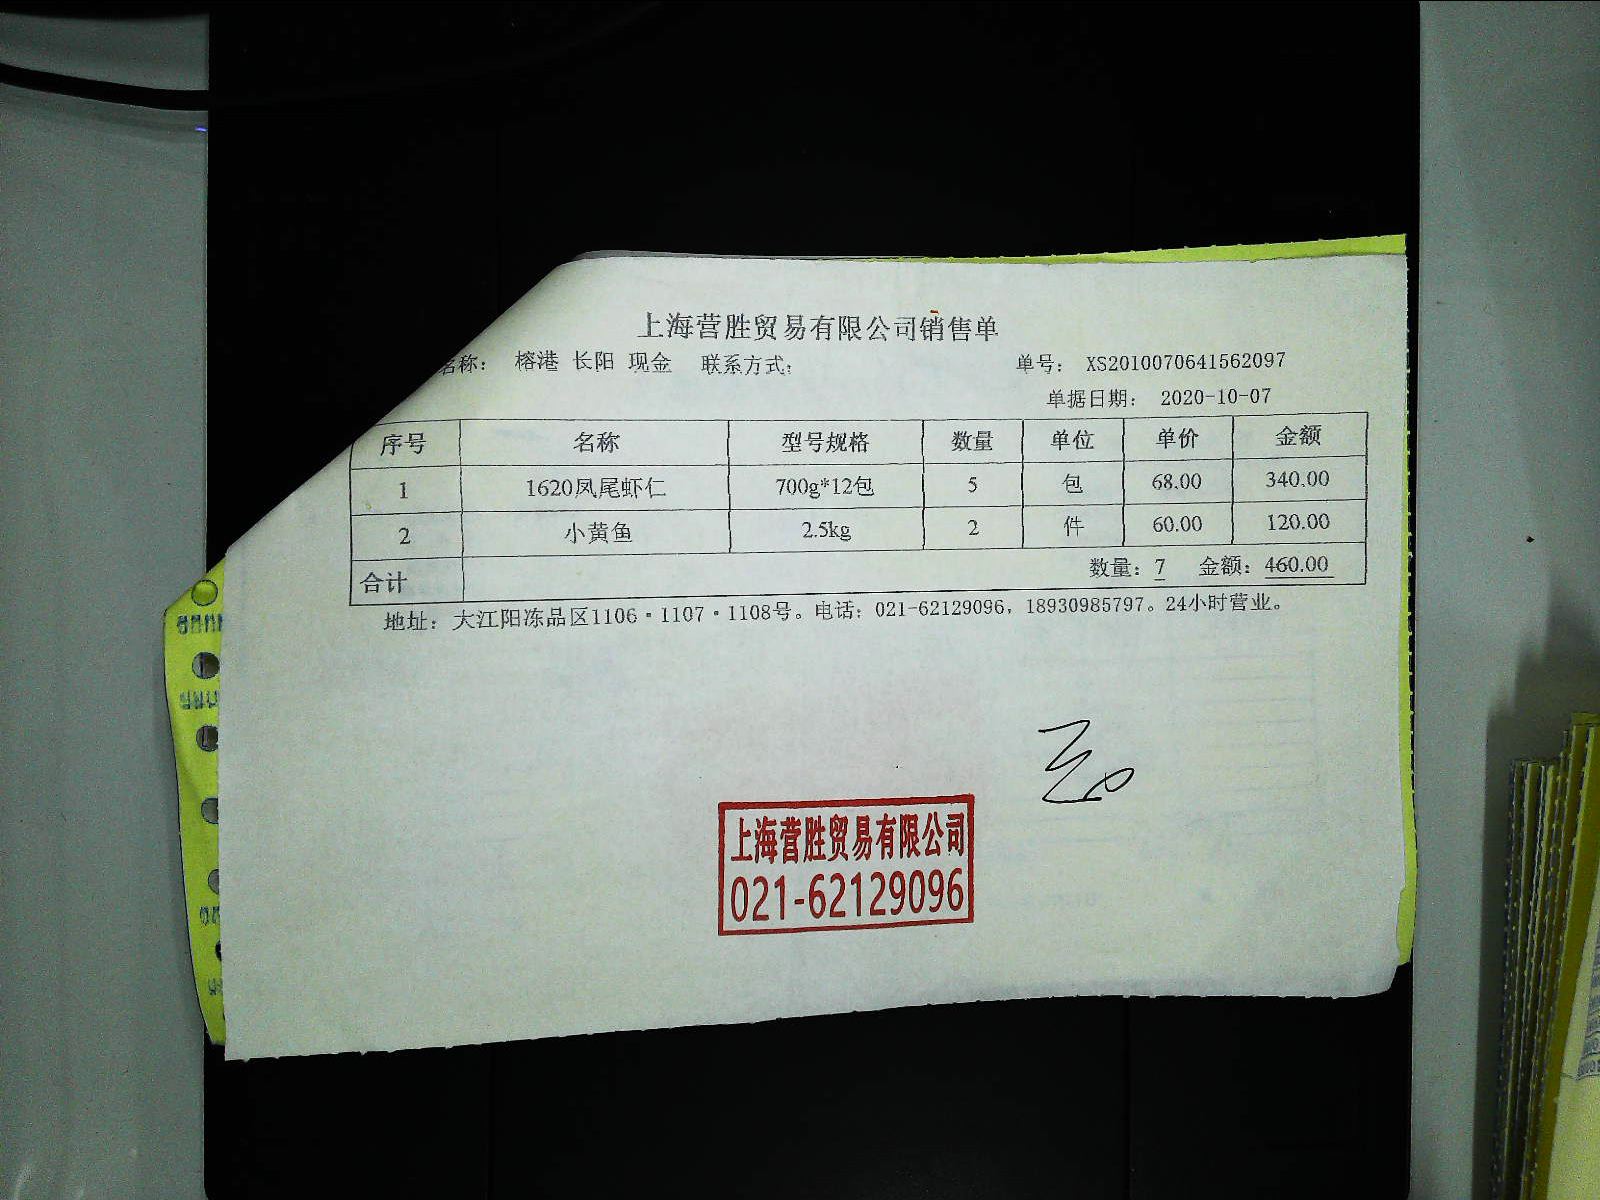 上海营胜贸易有限公司销售单
名称： 榕港 长阳 现金 联系方式： 单号： XS2010070641562097
单据日期： 2020-10-07
序号 名称 型号规格 数量 单位 单价 金额
1 1620凤尾虾仁 700g*12包 5 包 68.00 340.00
2 小黄鱼 2.5kg 2 件 60.00 120.00
合计 数量：7 金额：460.00
地址：大江阳冻品区1106·1107·1108号。电话：021-62129096，18930985797。24小时营业。
上海营胜贸易有限公司
021-62129096